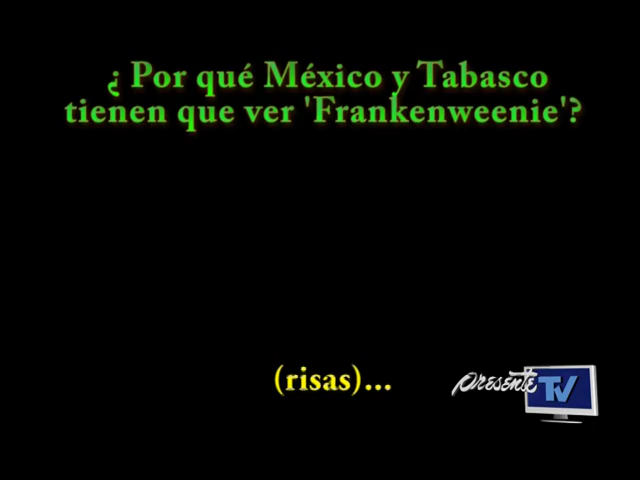 ¿ Por qué México y Tabasco
tienen que ver 'Frankenweenie'?
(risas)...
presente TV